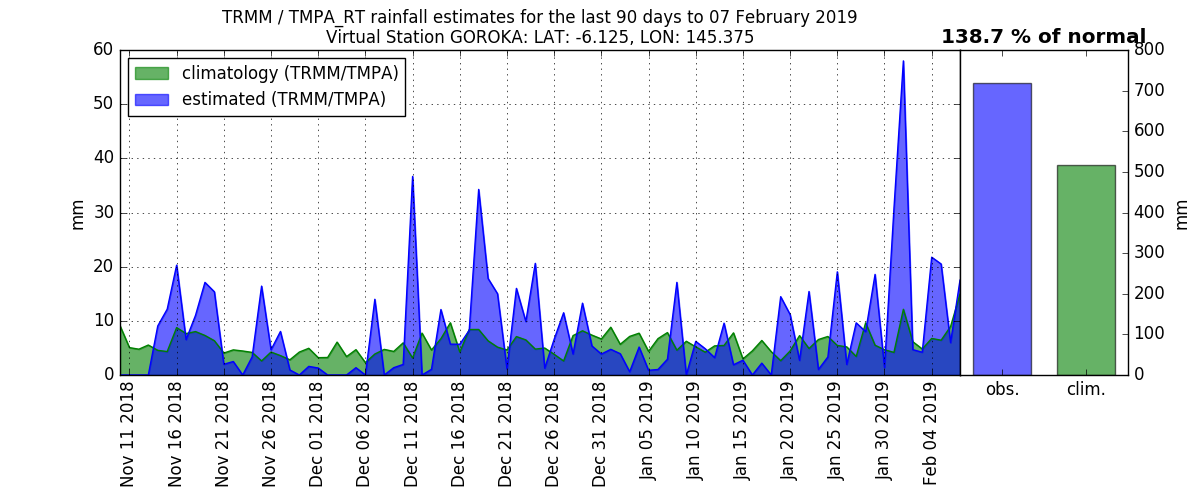 TRMM / TMPA_RT rainfall estimates for the last 90 days to 07 February 2019
Virtual Station GOROKA: LAT: -6.125, LON: 145.375
138.7 % of normal
climatology (TRMM/TMPA)
estimated (TRMM/TMPA)
60
50
40
30
20
10
0
mm
Nov 11 2018
Nov 16 2018
Nov 21 2018
Nov 26 2018
Dec 01 2018
Dec 06 2018
Dec 11 2018
Dec 16 2018
Dec 21 2018
Dec 26 2018
Dec 31 2018
Jan 05 2019
Jan 10 2019
Jan 15 2019
Jan 20 2019
Jan 25 2019
Jan 30 2019
Feb 04 2019
obs.
clim.
800
700
600
500
400
300
200
100
0
mm